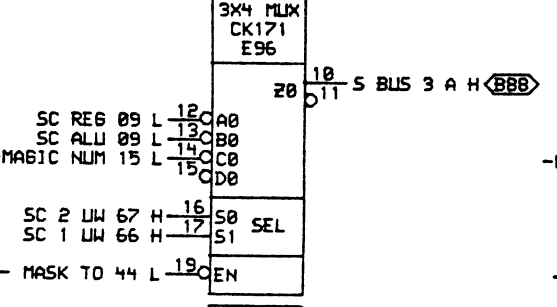 3X4 MUX
CK171
E96
Z0 10 S BUS 3 A H BBB
11
SC REG 09 L 12 A0
SC ALU 09 L 13 B0
MAGIC NUM 15 L 14 C0
15 D0
SC 2 UW 67 H 16 S0
SEL
SC 1 UW 66 H 17 S1
- MASK TO 44 L 19 EN